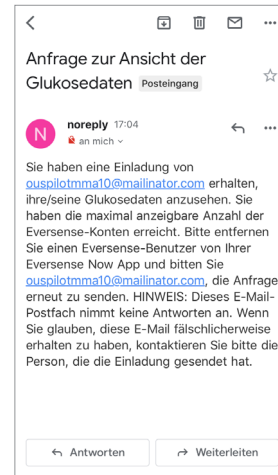 Anfrage zur Ansicht der
Glukosedaten Posteingang
noreply 17:04
N
an mich
Sie haben eine Einladung von
ouspilotmma10@mailinator.com erhalten,
ihre/seine Glukosedaten anzusehen. Sie
haben die maximal anzeigbare Anzahl der
Eversense-Konten erreicht. Bitte entfernen
Sie einen Eversense-Benutzer von Ihrer
Eversense Now App und bitten Sie
ouspilotmma10@mailinator.com, die Anfrage
erneut zu senden. HINWEIS: Dieses E-Mail-
Postfach nimmt keine Antworten an. Wenn
Sie glauben, diese E-Mail fälschlicherweise
erhalten zu haben, kontaktieren Sie bitte die
Person, die die Einladung gesendet hat.
Antworten Weiterleiten